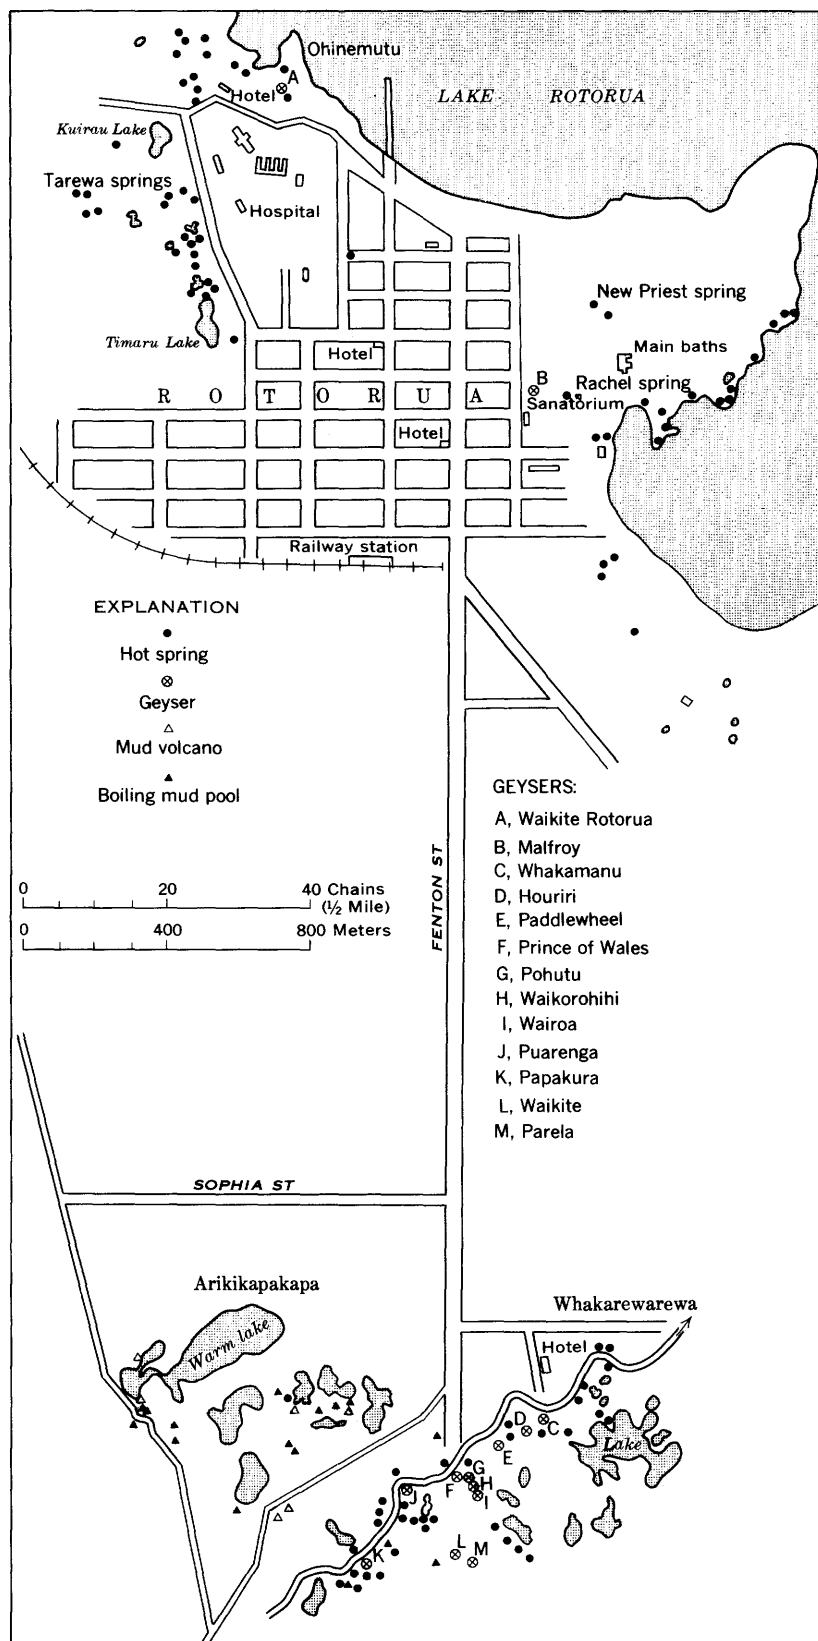 Ohinemutu
A
Hotel
LAKE ROTORUA
Kuirau Lake
Tarewa springs
Hospital
New Priest spring
Main baths
Timaru Lake
Hotel
B
Rachel spring
ROTORUA
Sanatorium
Hotel
Railway station
EXPLANATION
Hot spring
Geyser
Mud volcano
Boiling mud pool
0 20 40 Chains
(½ Mile)
0 400 800 Meters
FENTON ST
GEYSERS:
A, Waikite Rotorua
B, Malfroy
C, Whakamanu
D, Houriri
E, Paddlewheel
F, Prince of Wales
G, Pohutu
H, Waikorohihi
I, Wairoa
J, Puarenga
K, Papakura
L, Waikite
M, Parela
SOPHIA ST
Arikikapakapa
Warm lake
Whakarewarewa
Hotel
D
C
E
Lake
G
F
H
I
J
L
M
K